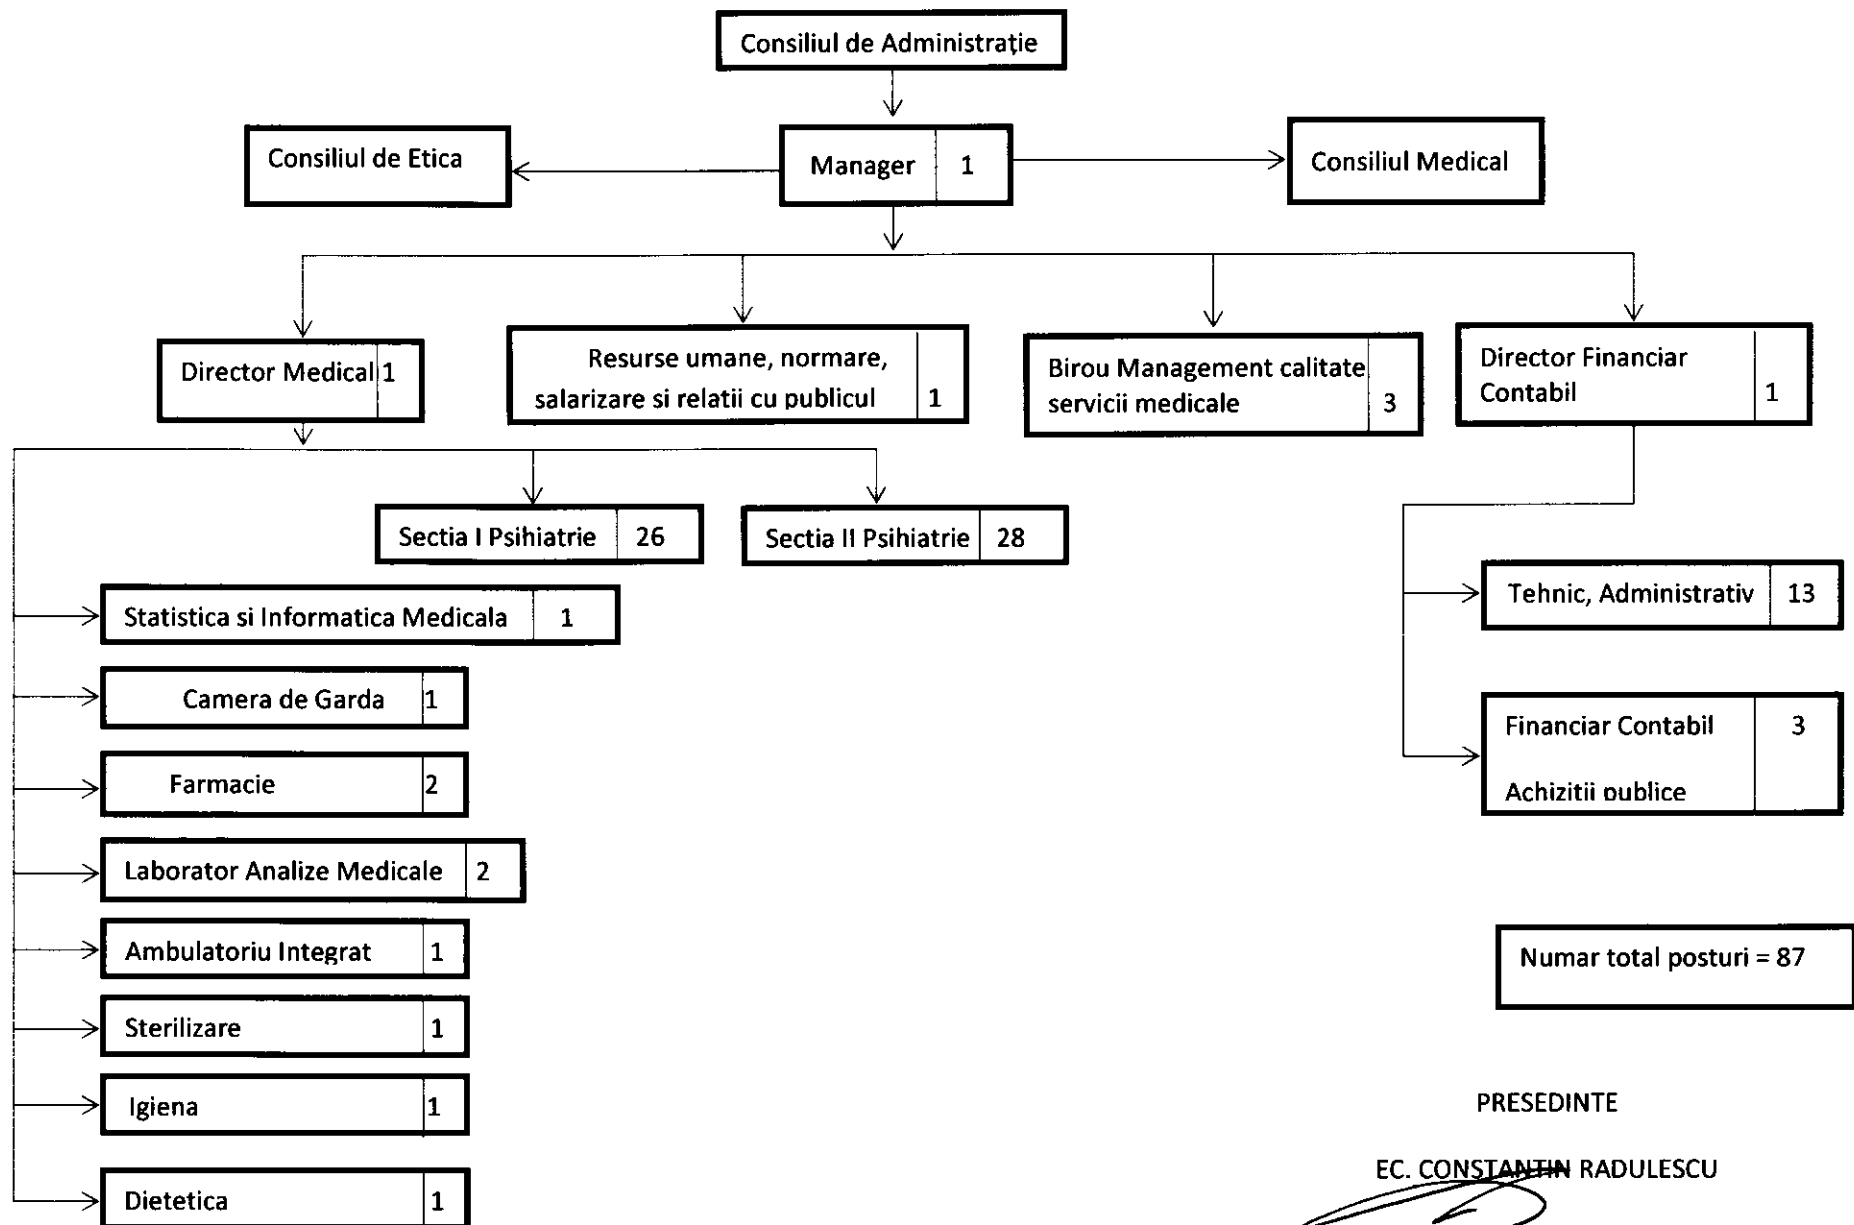 Consiliul de Administrație
Consiliul de Etica
Manager 1
Consiliul Medical
Director Medical 1
Resurse umane, normare,
salarizare si relatii cu publicul 1
Birou Management calitate
servicii medicale 3
Director Financiar
Contabil 1
Sectia I Psihiatrie 26
Sectia II Psihiatrie 28
Statistica si Informatica Medicala 1
Camera de Garda 1
Farmacie 2
Laborator Analize Medicale 2
Ambulatoriu Integrat 1
Sterilizare 1
Igiena 1
Dietetica 1
Tehnic, Administrativ 13
Financiar Contabil 3
Achizitii publice
Numar total posturi = 87
PRESEDINTE
EC. CONSTANTIN RADULESCU